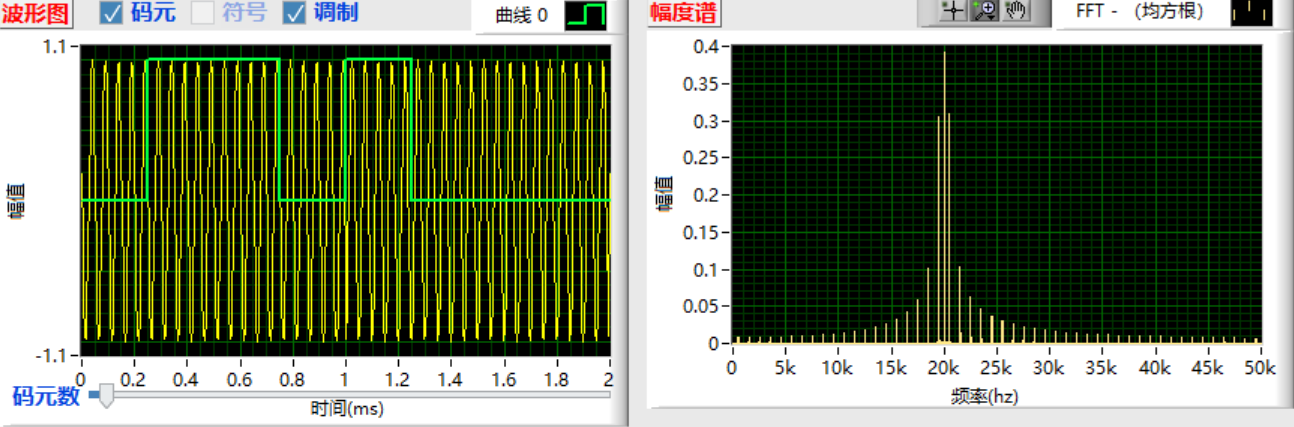 波形图 码元 符号 调制 曲线 0
1.1
-1.1
幅值
0 0.2 0.4 0.6 0.8 1 1.2 1.4 1.6 1.8 2
时间(ms)
码元数
幅度谱 FFT - （均方根）
0.4
0.35
0.3
0.25
0.2
0.15
0.1
0.05
0
幅值
0 5k 10k 15k 20k 25k 30k 35k 40k 45k 50k
频率(hz)